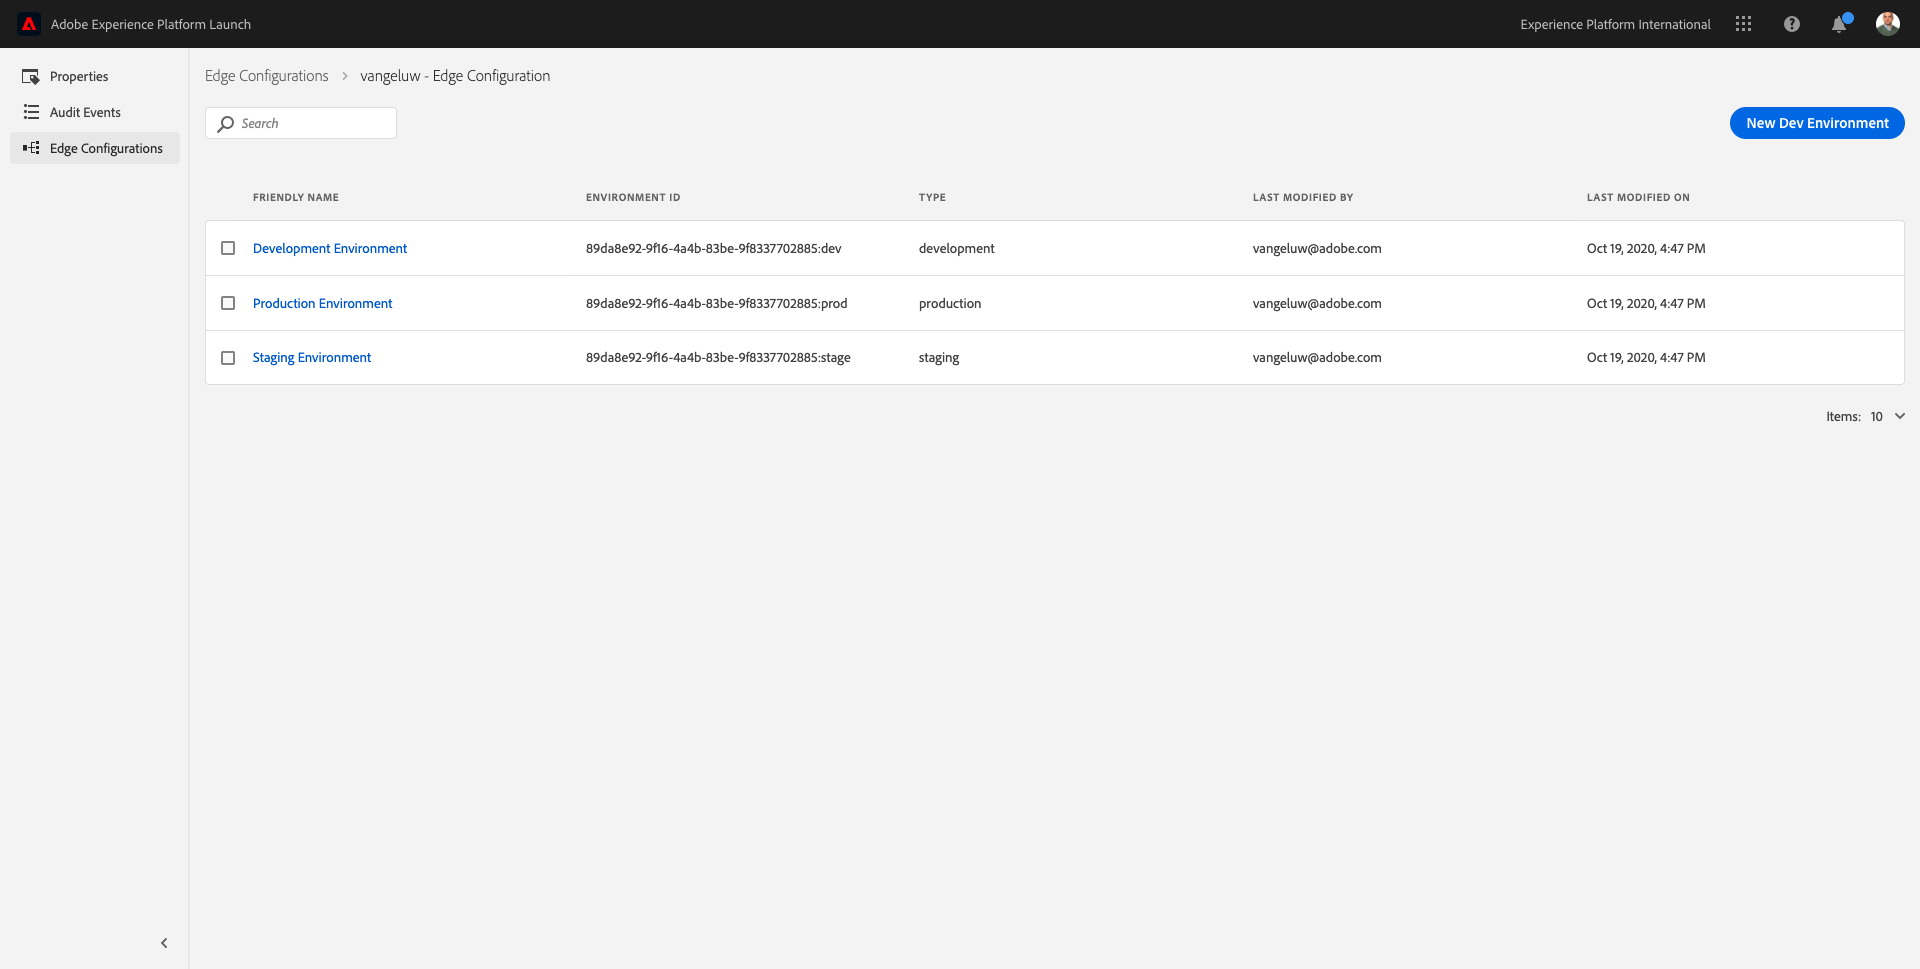 Adobe Experience Platform Launch
Experience Platform International
Properties
Audit Events
Edge Configurations
Edge Configurations > vangeluw - Edge Configuration
Search
New Dev Environment
FRIENDLY NAME ENVIRONMENT ID TYPE LAST MODIFIED BY LAST MODIFIED ON
Development Environment 89da8e92-9f16-4a4b-83be-9f8337702885:dev development vangeluw@adobe.com Oct 19, 2020, 4:47 PM
Production Environment 89da8e92-9f16-4a4b-83be-9f8337702885:prod production vangeluw@adobe.com Oct 19, 2020, 4:47 PM
Staging Environment 89da8e92-9f16-4a4b-83be-9f8337702885:stage staging vangeluw@adobe.com Oct 19, 2020, 4:47 PM
Items: 10